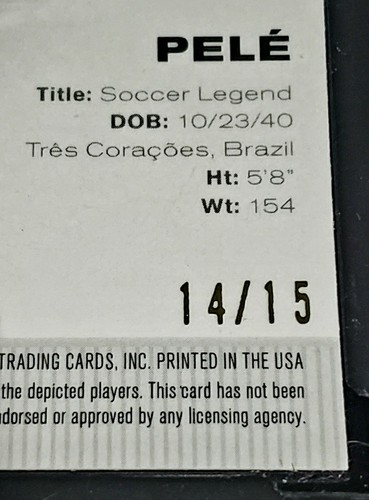 PELÉ
Title: Soccer Legend
DOB: 10/23/40
Três Corações, Brazil
Ht: 5'8"
Wt: 154
14/15
TRADING CARDS, INC. PRINTED IN THE USA
the depicted players. This card has not been
ndorsed or approved by any licensing agency.